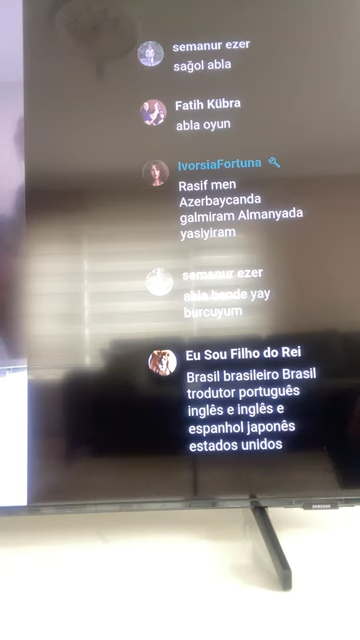 semanur ezer
sağol abla
Fatih Kübra
abla oyun
IvorsiaFortuna
Rasif men
Azerbaycanda
galmiram Almanyada
yasiyiram
semanur ezer
abla bende yay
burcuyum
Eu Sou Filho do Rei
Brasil brasileiro Brasil
trodutor português
inglês e inglês e
espanhol japonês
estados unidos
SAMSUNG